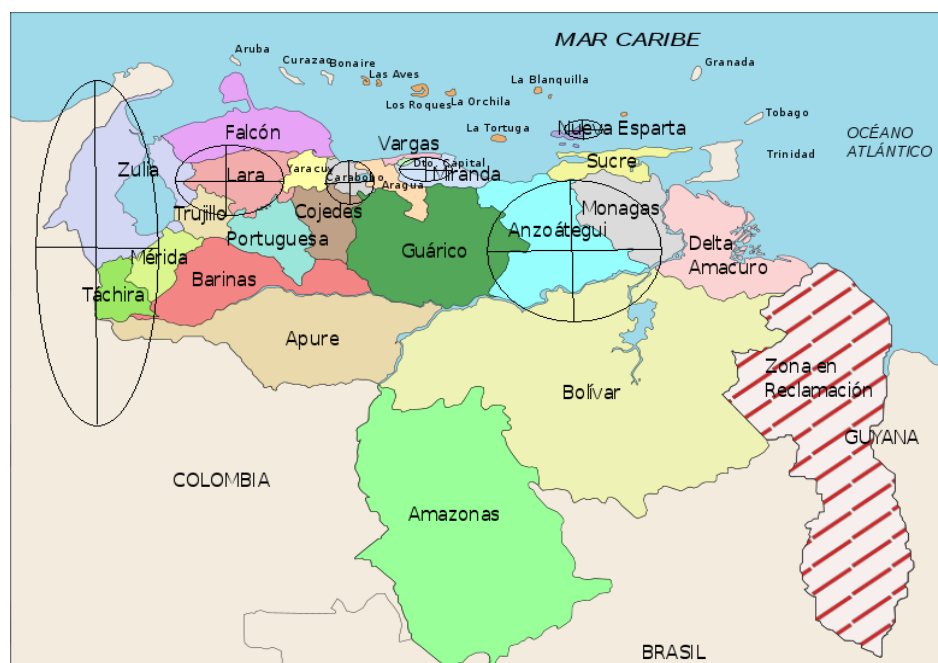 MAR CARIBE
Aruba
Curazao
Bonaire
Las Aves
Los Roques
La Orchila
La Blanquilla
Granada
La Tortuga
Nueva Esparta
Tobago
Trinidad
OCÉANO
ATLÁNTICO
Falcón
Vargas
Dto. Capital
Miranda
Sucre
Zulia
Lara
Yaracuy
Carabobo
Aragua
Trujillo
Cojedes
Portuguesa
Guárico
Anzoátegui
Monagas
Delta
Amacuro
Mérida
Barinas
Táchira
Apure
Bolívar
Zona en
Reclamación
GUYANA
COLOMBIA
Amazonas
BRASIL